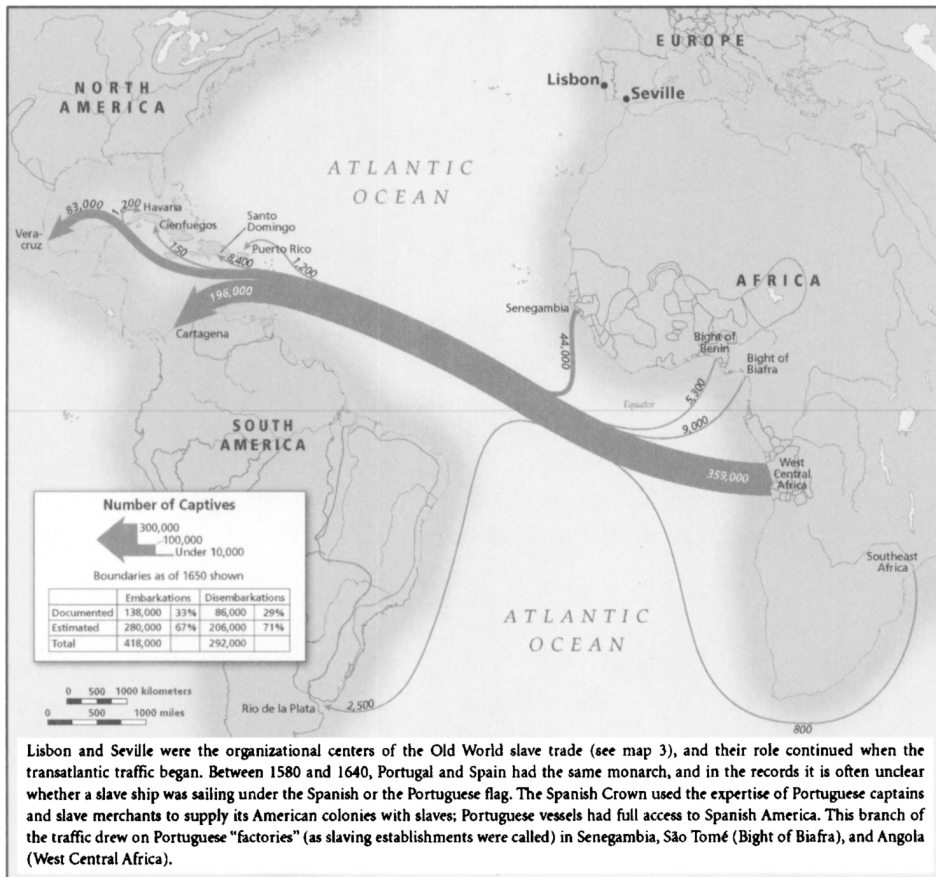 EUROPE
Lisbon
Seville
NORTH
AMERICA
ATLANTIC
OCEAN
83,000
1,200
Havana
Cienfuegos
Santo
Domingo
Vera-
cruz
150
8,400
Puerto Rico
1,200
196,000
Cartagena
AFRICA
Senegambia
44,000
Bight of
Benin
Bight of
Biafra
5,300
Equator
9,000
SOUTH
AMERICA
359,000
West
Central
Africa
Number of Captives
300,000
100,000
Under 10,000
Boundaries as of 1650 shown
Embarkations Disembarkations
Documented 138,000 33% 86,000 29%
Estimated 280,000 67% 206,000 71%
Total 418,000 292,000
Southeast
Africa
ATLANTIC
OCEAN
0 500 1000 kilometers
0 500 1000 miles
Rio de la Plata
2,500
800
Lisbon and Seville were the organizational centers of the Old World slave trade (see map 3), and their role continued when the
transatlantic traffic began. Between 1580 and 1640, Portugal and Spain had the same monarch, and in the records it is often unclear
whether a slave ship was sailing under the Spanish or the Portuguese flag. The Spanish Crown used the expertise of Portuguese captains
and slave merchants to supply its American colonies with slaves; Portuguese vessels had full access to Spanish America. This branch of
the traffic drew on Portuguese "factories" (as slaving establishments were called) in Senegambia, São Tomé (Bight of Biafra), and Angola
(West Central Africa).